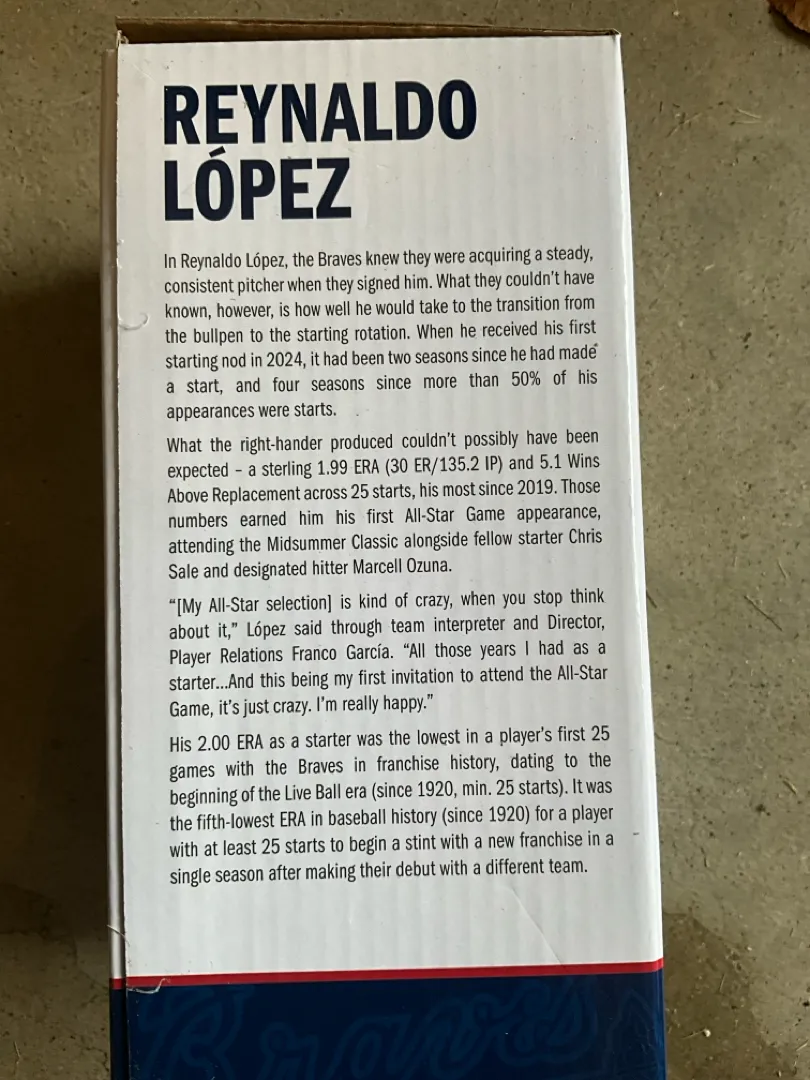 REYNALDO
LÓPEZ
In Reynaldo López, the Braves knew they were acquiring a steady,
consistent pitcher when they signed him. What they couldn't have
known, however, is how well he would take to the transition from
the bullpen to the starting rotation. When he received his first
starting nod in 2024, it had been two seasons since he had made
a start, and four seasons since more than 50% of his
appearances were starts.
What the right-hander produced couldn't possibly have been
expected – a sterling 1.99 ERA (30 ER/135.2 IP) and 5.1 Wins
Above Replacement across 25 starts, his most since 2019. Those
numbers earned him his first All-Star Game appearance,
attending the Midsummer Classic alongside fellow starter Chris
Sale and designated hitter Marcell Ozuna.
“[My All-Star selection] is kind of crazy, when you stop think
about it,” López said through team interpreter and Director,
Player Relations Franco García. “All those years I had as a
starter...And this being my first invitation to attend the All-Star
Game, it's just crazy. I'm really happy.”
His 2.00 ERA as a starter was the lowest in a player's first 25
games with the Braves in franchise history, dating to the
beginning of the Live Ball era (since 1920, min. 25 starts). It was
the fifth-lowest ERA in baseball history (since 1920) for a player
with at least 25 starts to begin a stint with a new franchise in a
single season after making their debut with a different team.
Braves